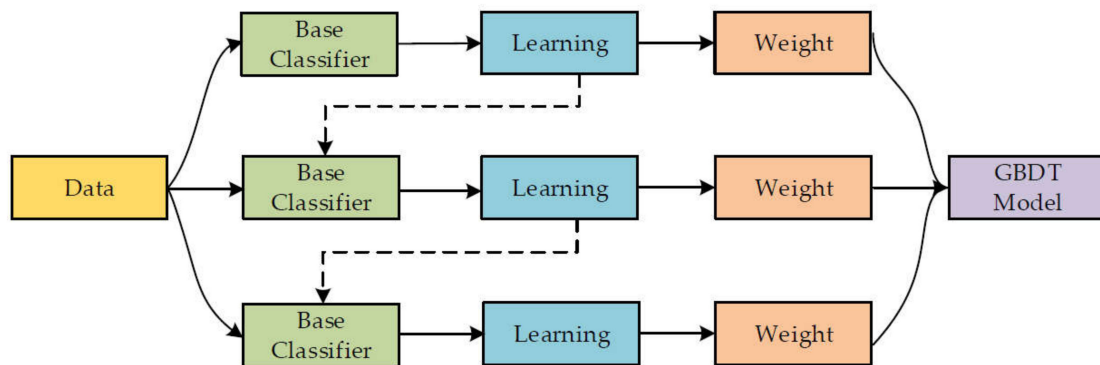 Base
Classifier
Learning
Weight
Data
Base
Classifier
Learning
Weight
GBDT
Model
Base
Classifier
Learning
Weight